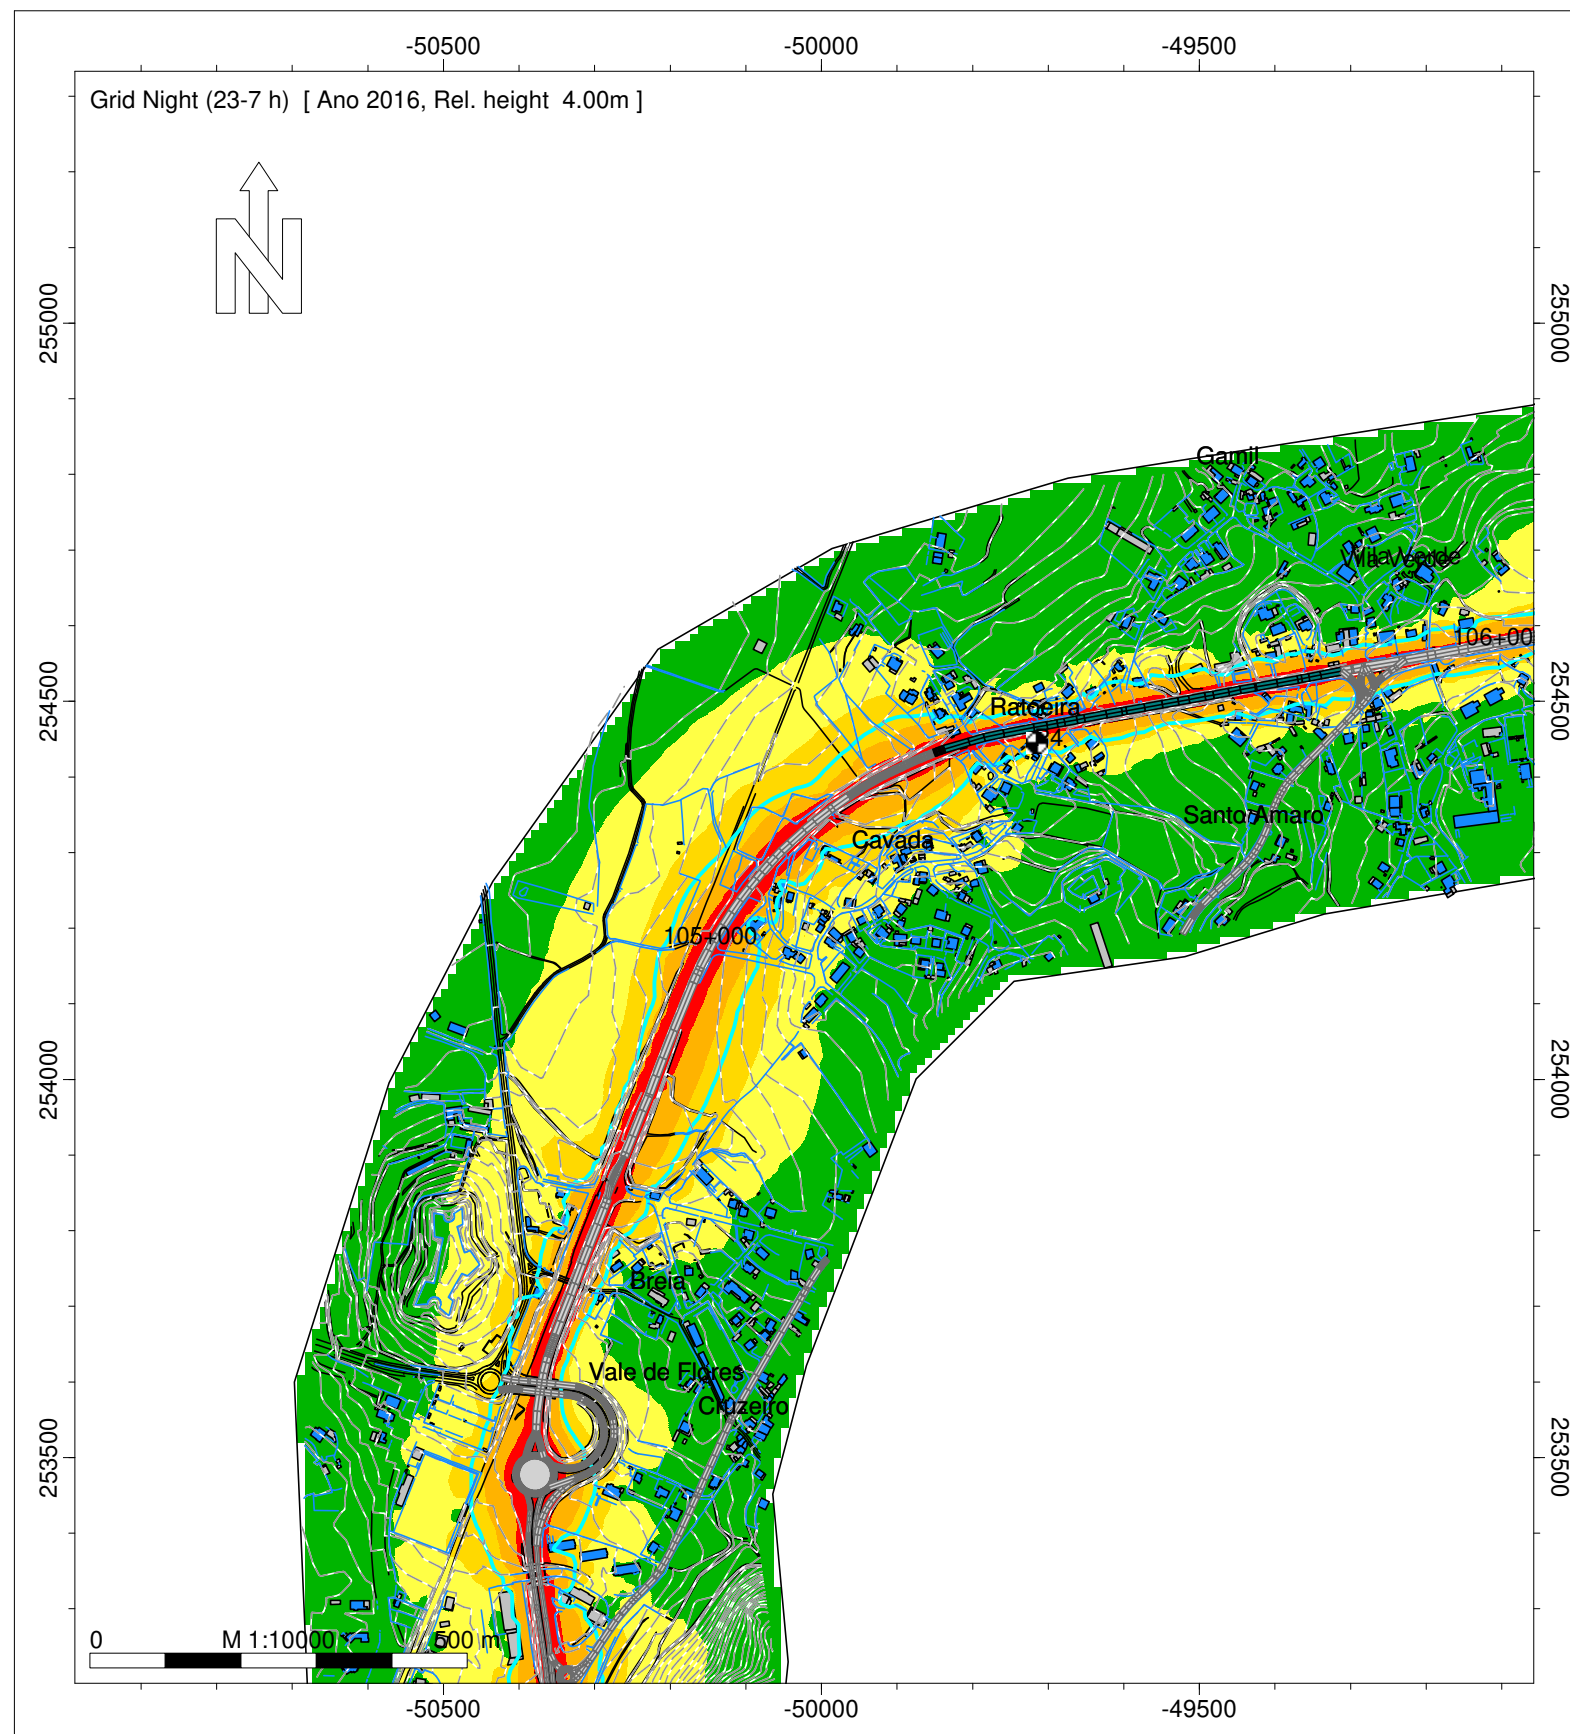 -50500 -50000 -49500
Grid Night (23-7 h) [ Ano 2016, Rel. height 4.00m ]
N
255000 255000
Gamil
Vila Verde
Vila Verde
106+00
254500 254500
Ratoeira
4.
Santo Amaro
Cavada
105+000
254000 254000
Breia
Vale de Flores
Cruzeiro
253500 253500
0 M 1:10000 500 m
-50500 -50000 -49500